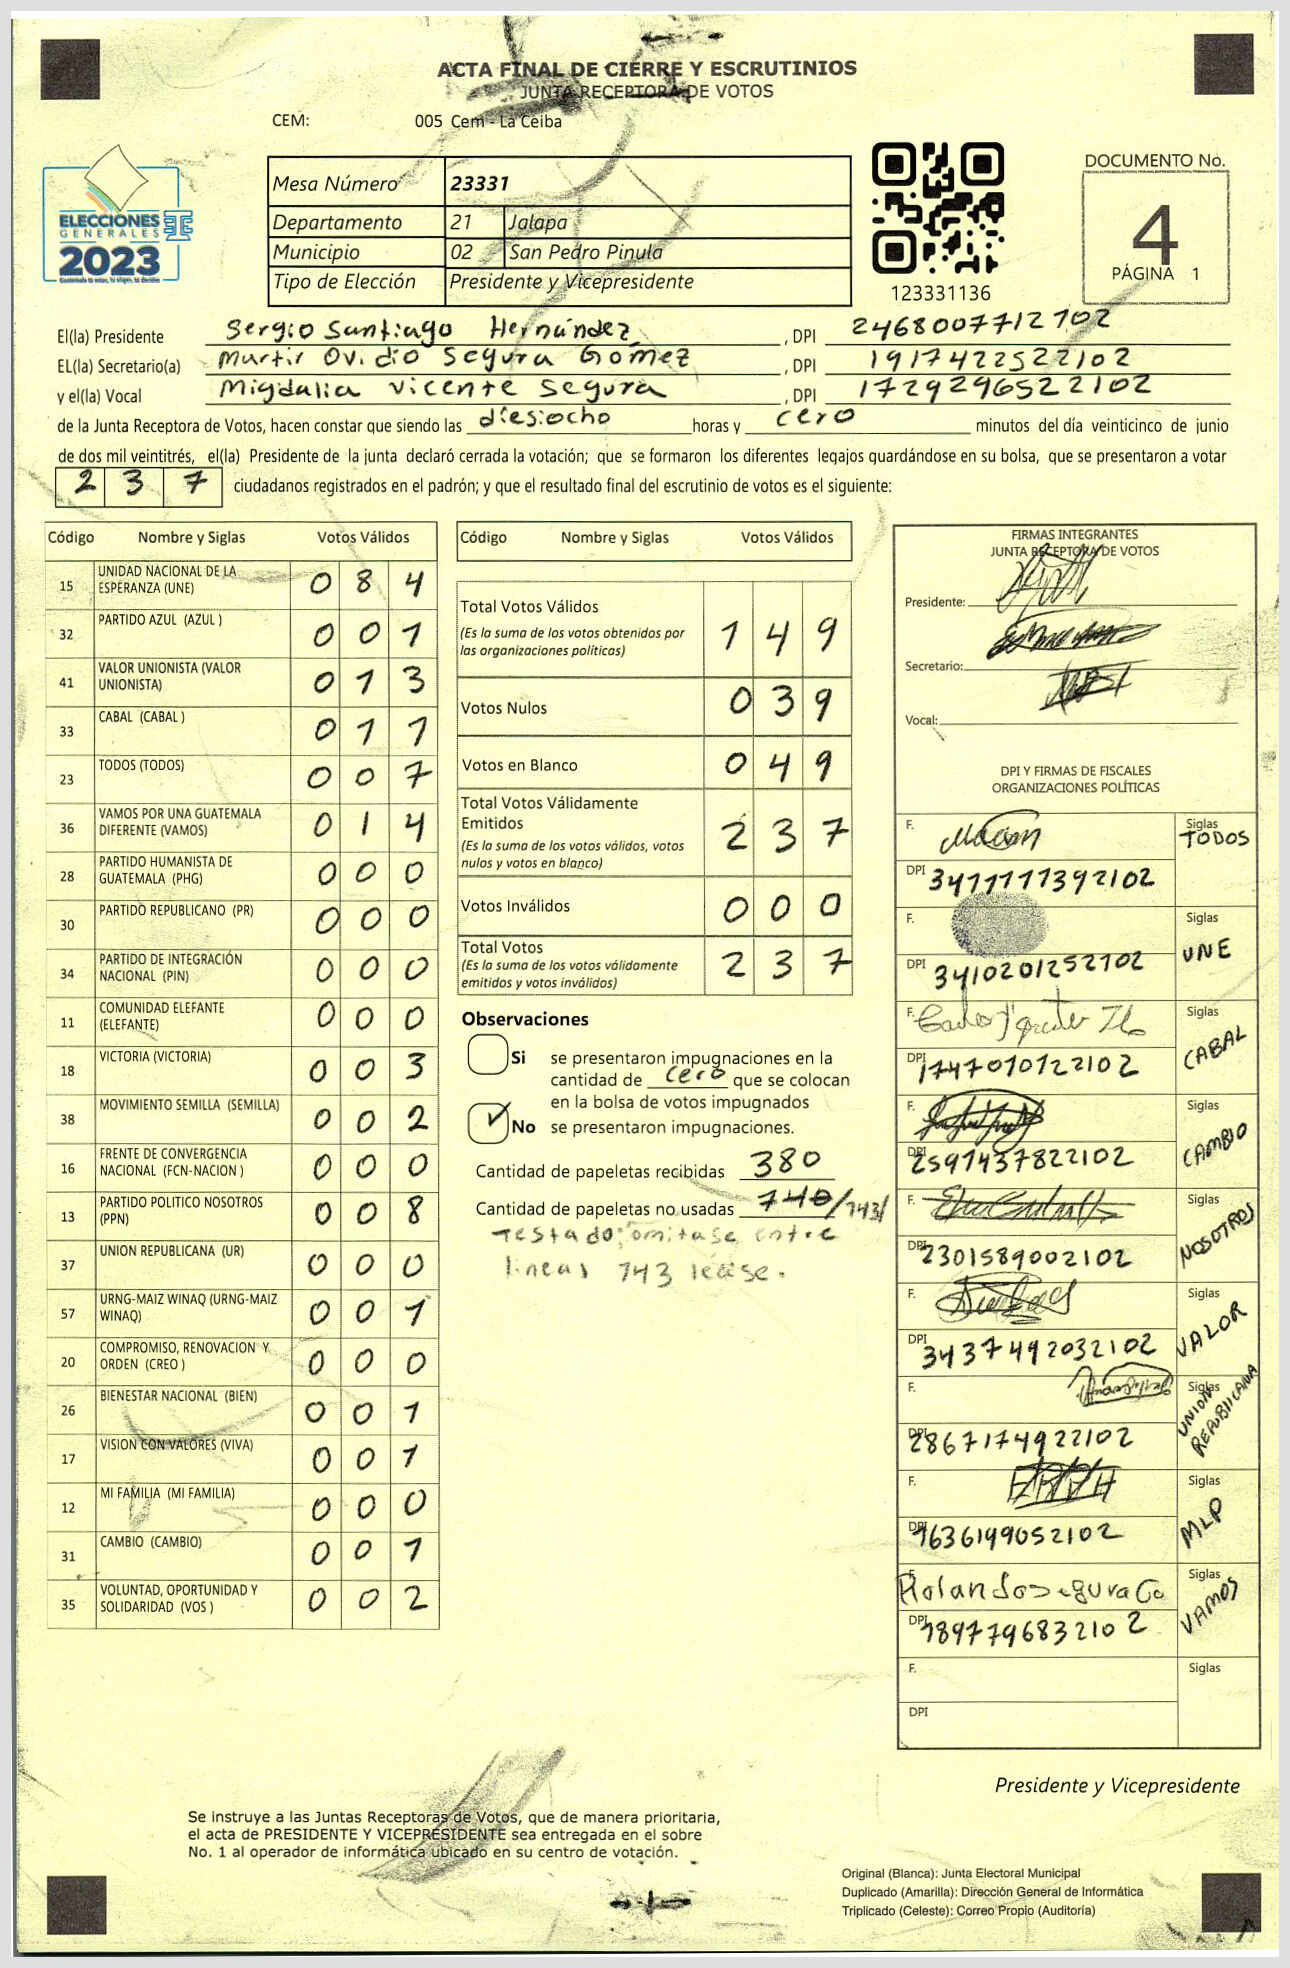 ACTA FINAL DE CIERRE Y ESCRUTINIOS
JUNTA RECEPTORA DE VOTOS
CEM: 005 Cem - La Ceiba
ELECCIONES
GENERALES
2023
Mesa Número 23331
Departamento 21 Jalapa
Municipio 02 San Pedro Pinula
Tipo de Elección Presidente y Vicepresidente
123331136
DOCUMENTO No.
4
PÁGINA 1
El(la) Presidente Sergio Santiago Hernández, DPI 2468007712102
EL(la) Secretario(a) Martir Ovidio Segura Gomez, DPI 1917422522102
y el(la) Vocal Migdalia Vicente Segura, DPI 1729296522102
de la Junta Receptora de Votos, hacen constar que siendo las diesiocho horas y cero minutos del día veinticinco de junio
de dos mil veintitrés, el(la) Presidente de la junta declaró cerrada la votación; que se formaron los diferentes legajos guardándose en su bolsa, que se presentaron a votar
2 3 7 ciudadanos registrados en el padrón; y que el resultado final del escrutinio de votos es el siguiente:
Código Nombre y Siglas Votos Válidos
15 UNIDAD NACIONAL DE LA ESPERANZA (UNE) 0 8 4
32 PARTIDO AZUL (AZUL ) 0 0 1
41 VALOR UNIONISTA (VALOR UNIONISTA) 0 1 3
33 CABAL (CABAL ) 0 1 1
23 TODOS (TODOS) 0 0 7
36 VAMOS POR UNA GUATEMALA DIFERENTE (VAMOS) 0 1 4
28 PARTIDO HUMANISTA DE GUATEMALA (PHG) 0 0 0
30 PARTIDO REPUBLICANO (PR) 0 0 0
34 PARTIDO DE INTEGRACIÓN NACIONAL (PIN) 0 0 0
11 COMUNIDAD ELEFANTE (ELEFANTE) 0 0 0
18 VICTORIA (VICTORIA) 0 0 3
38 MOVIMIENTO SEMILLA (SEMILLA) 0 0 2
16 FRENTE DE CONVERGENCIA NACIONAL (FCN-NACION ) 0 0 0
13 PARTIDO POLITICO NOSOTROS (PPN) 0 0 8
37 UNION REPUBLICANA (UR) 0 0 0
57 URNG-MAIZ WINAQ (URNG-MAIZ WINAQ) 0 0 1
20 COMPROMISO, RENOVACION Y ORDEN (CREO ) 0 0 0
26 BIENESTAR NACIONAL (BIEN) 0 0 1
17 VISION CON VALORES (VIVA) 0 0 1
12 MI FAMILIA (MI FAMILIA) 0 0 0
31 CAMBIO (CAMBIO) 0 0 1
35 VOLUNTAD, OPORTUNIDAD Y SOLIDARIDAD (VOS ) 0 0 2
Código Nombre y Siglas Votos Válidos
Total Votos Válidos 1 4 9
(Es la suma de los votos obtenidos por
las organizaciones políticas)
Votos Nulos 0 3 9
Votos en Blanco 0 4 9
Total Votos Válidamente
Emitidos 2 3 7
(Es la suma de los votos válidos, votos
nulos y votos en blanco)
Votos Inválidos 0 0 0
Total Votos 2 3 7
(Es la suma de los votos válidamente
emitidos y votos inválidos)
Observaciones
Si se presentaron impugnaciones en la
cantidad de cero que se colocan
en la bolsa de votos impugnados
No se presentaron impugnaciones.
Cantidad de papeletas recibidas 380
Cantidad de papeletas no usadas 140/143/
Testado: omitase entre
lineas 143 lease.
FIRMAS INTEGRANTES
JUNTA RECEPTORA DE VOTOS
Presidente:
Secretario:
Vocal:
DPI Y FIRMAS DE FISCALES
ORGANIZACIONES POLÍTICAS
F. Siglas TODOS
DPI 3411111392102
F. Siglas UNE
DPI 3410201252102
F. Siglas CABAL
DPI 1747010122102
F. Siglas CAMBIO
DPI 2591437822102
F. Siglas NOSOTROS
DPI 2301589002102
F. Siglas VALOR
DPI 3437492032102
F. Siglas UNION REPUBLICANA
DPI 2867174922102
F. Siglas MLP
DPI 1636149052102
F. Rolando Segura Go Siglas VAMOS
DPI 1897796832102
F. Siglas
DPI
Presidente y Vicepresidente
Se instruye a las Juntas Receptoras de Votos, que de manera prioritaria,
el acta de PRESIDENTE Y VICEPRESIDENTE sea entregada en el sobre
No. 1 al operador de informática ubicado en su centro de votación.
Original (Blanca): Junta Electoral Municipal
Duplicado (Amarilla): Dirección General de Informática
Triplicado (Celeste): Correo Propio (Auditoría)